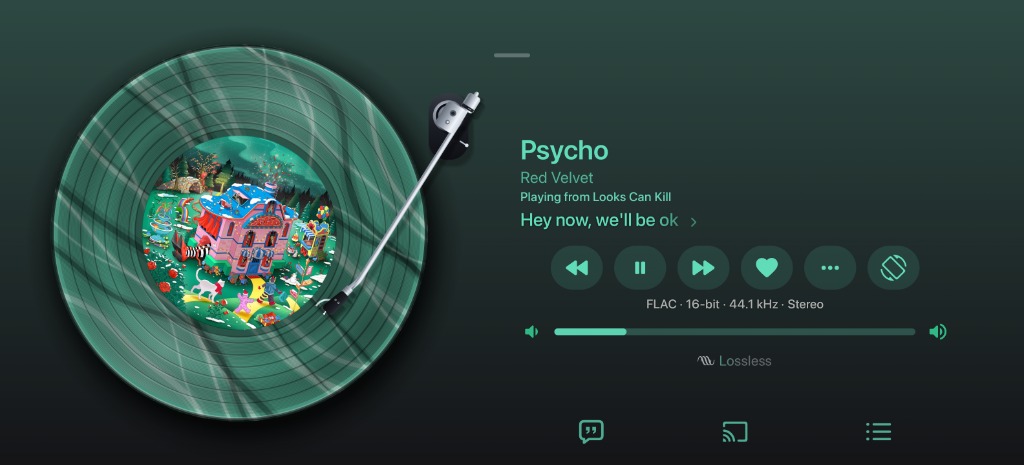 Psycho
Red Velvet
Playing from Looks Can Kill
Hey now, we'll be ok
FLAC · 16-bit · 44.1 kHz · Stereo
Lossless